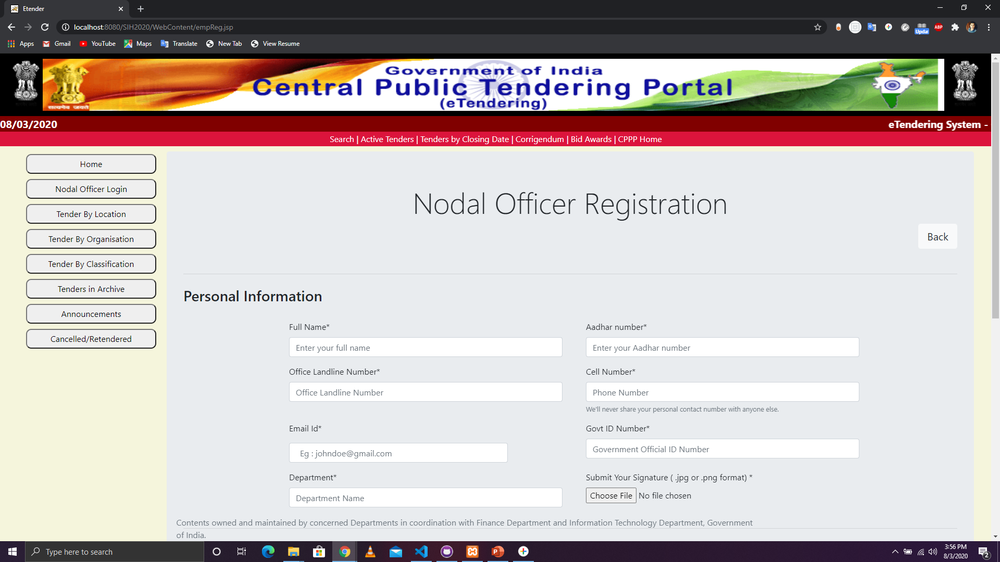 Etender
localhost:8080/SIH2020/WebContent/empReg.jsp
ABP
Apps
Gmail
YouTube
Maps
Translate
New Tab
View Resume
Government of India
Central Public Tendering Portal
(eTendering)
सत्यमेव जयते
08/03/2020
eTendering System -
Search | Active Tenders | Tenders by Closing Date | Corrigendum | Bid Awards | CPPP Home
Home
Nodal Officer Login
Tender By Location
Tender By Organisation
Tender By Classification
Tenders in Archive
Announcements
Cancelled/Retendered
Nodal Officer Registration
Back
Personal Information
Full Name*
Enter your full name
Aadhar number*
Enter your Aadhar number
Office Landline Number*
Office Landline Number
Cell Number*
Phone Number
We'll never share your personal contact number with anyone else.
Email Id*
Eg : johndoe@gmail.com
Govt ID Number*
Government Official ID Number
Department*
Department Name
Submit Your Signature ( .jpg or .png format) *
Choose File No file chosen
Contents owned and maintained by concerned Departments in coordination with Finance Department and Information Technology Department, Government
of India.
Type here to search
3:56 PM
8/3/2020
2